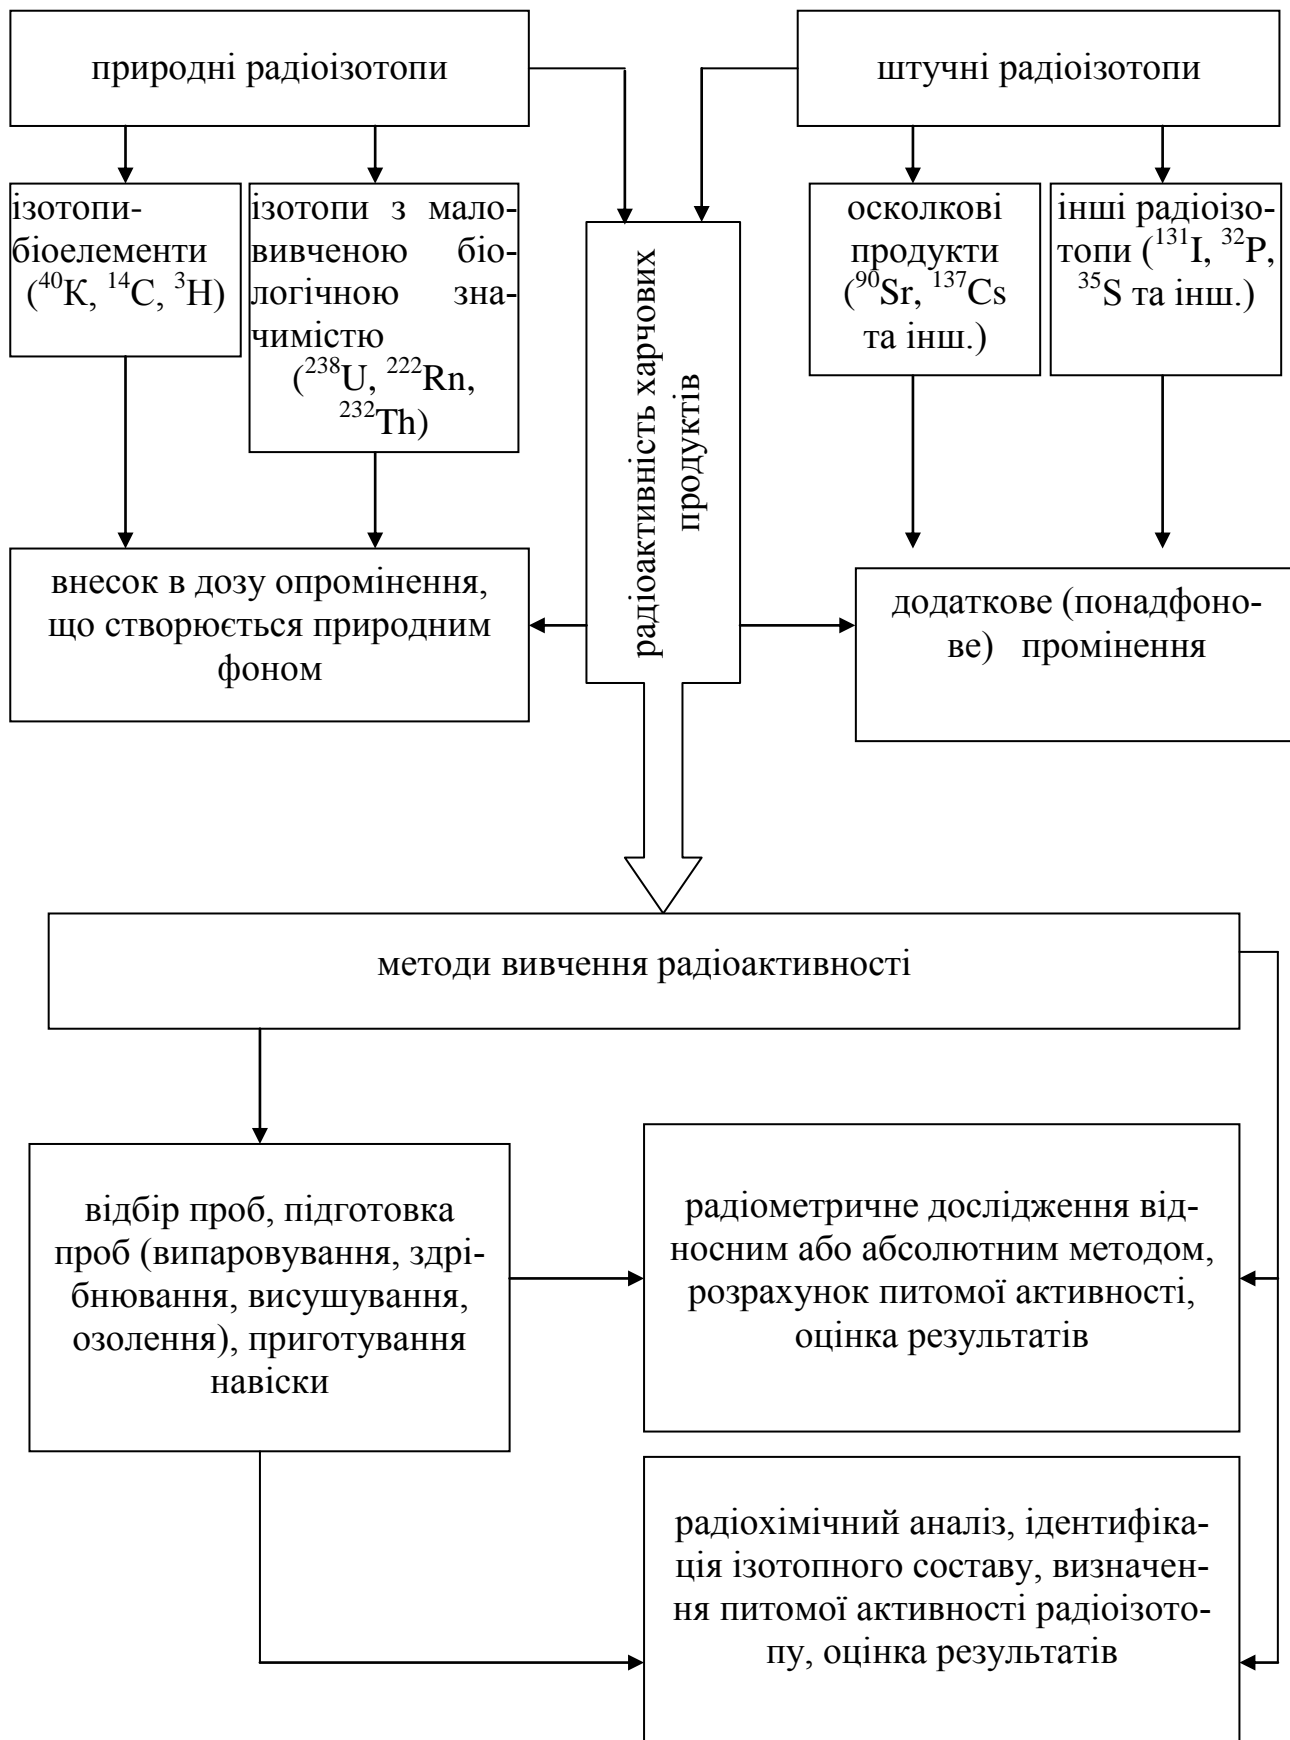 природні радіоізотопи
штучні радіоізотопи
ізотопи-
біоелементи
(⁴⁰К, ¹⁴С, ³Н)
ізотопи з мало-
вивченою біо-
логічною зна-
чимістю
(²³⁸U, ²²²Rn,
²³²Th)
радіоактивність харчових
продуктів
осколкові
продукти
(⁹⁰Sr, ¹³⁷Cs
та інш.)
інші радіоізо-
топи (¹³¹I, ³²P,
³⁵S та інш.)
внесок в дозу опромінення,
що створюється природним
фоном
додаткове (понадфоно-
ве) промінення
методи вивчення радіоактивності
відбір проб, підготовка
проб (випаровування, здрі-
бнювання, висушування,
озолення), приготування
навіски
радіометричне дослідження від-
носним або абсолютним методом,
розрахунок питомої активності,
оцінка результатів
радіохімічний аналіз, ідентифіка-
ція ізотопного составу, визначен-
ня питомої активності радіоізото-
пу, оцінка результатів